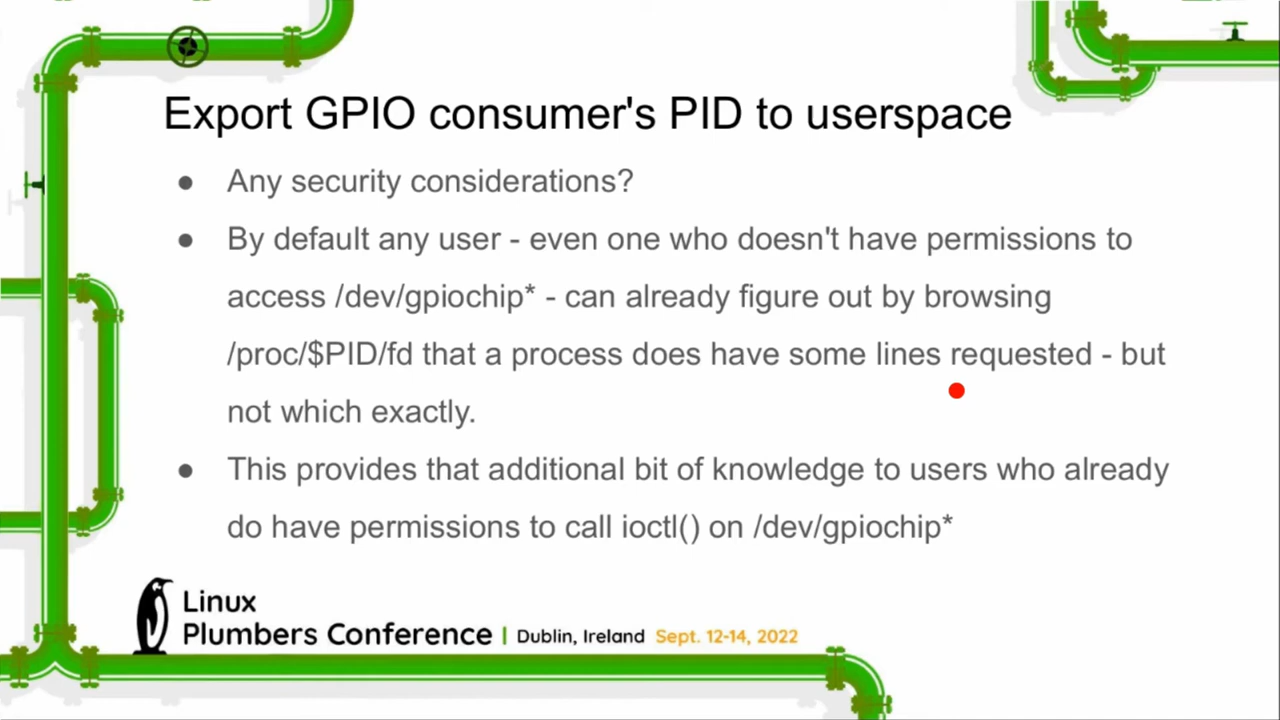 Export GPIO consumer's PID to userspace
● Any security considerations?
● By default any user - even one who doesn't have permissions to
access /dev/gpiochip* - can already figure out by browsing
/proc/$PID/fd that a process does have some lines requested - but
not which exactly.
● This provides that additional bit of knowledge to users who already
do have permissions to call ioctl() on /dev/gpiochip*
Linux
Plumbers Conference | Dublin, Ireland Sept. 12-14, 2022